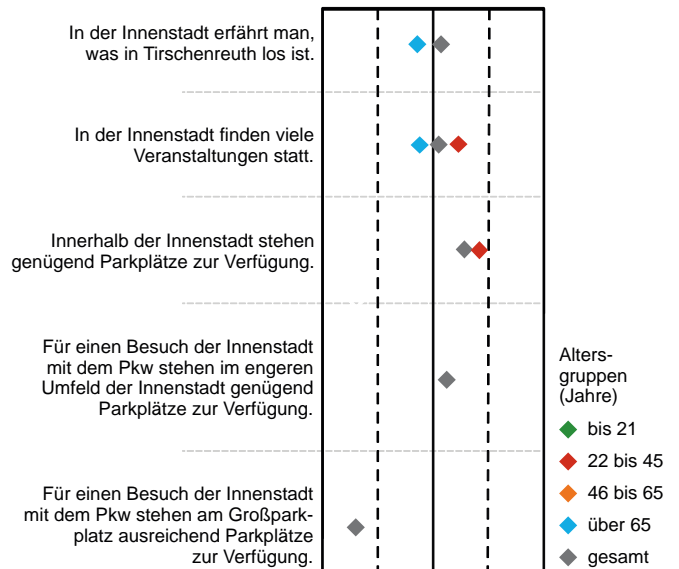 In der Innenstadt erfährt man,
was in Tirschenreuth los ist.
In der Innenstadt finden viele
Veranstaltungen statt.
Innerhalb der Innenstadt stehen
genügend Parkplätze zur Verfügung.
Für einen Besuch der Innenstadt
mit dem Pkw stehen im engeren
Umfeld der Innenstadt genügend
Parkplätze zur Verfügung.
Für einen Besuch der Innenstadt
mit dem Pkw stehen am Großpark-
platz ausreichend Parkplätze
zur Verfügung.
Alters-
gruppen
(Jahre)
bis 21
22 bis 45
46 bis 65
über 65
gesamt